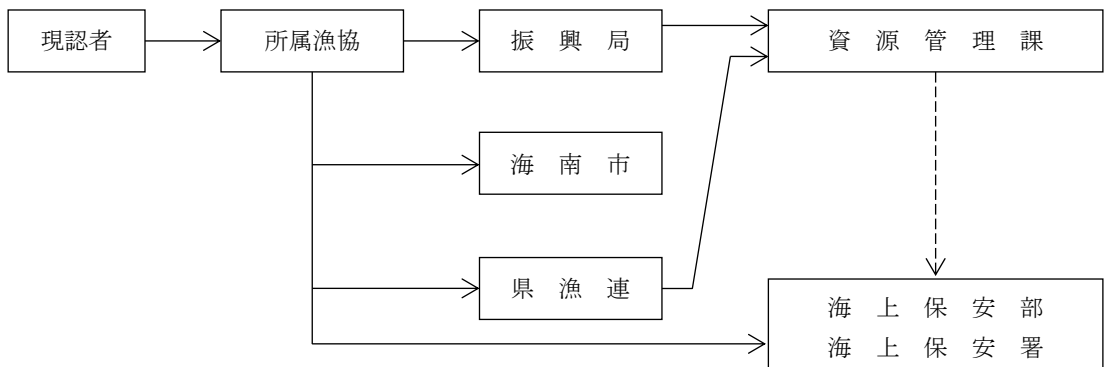 現認者
所属漁協
振興局
資源管理課
海南市
県漁連
海上保安部
海上保安署